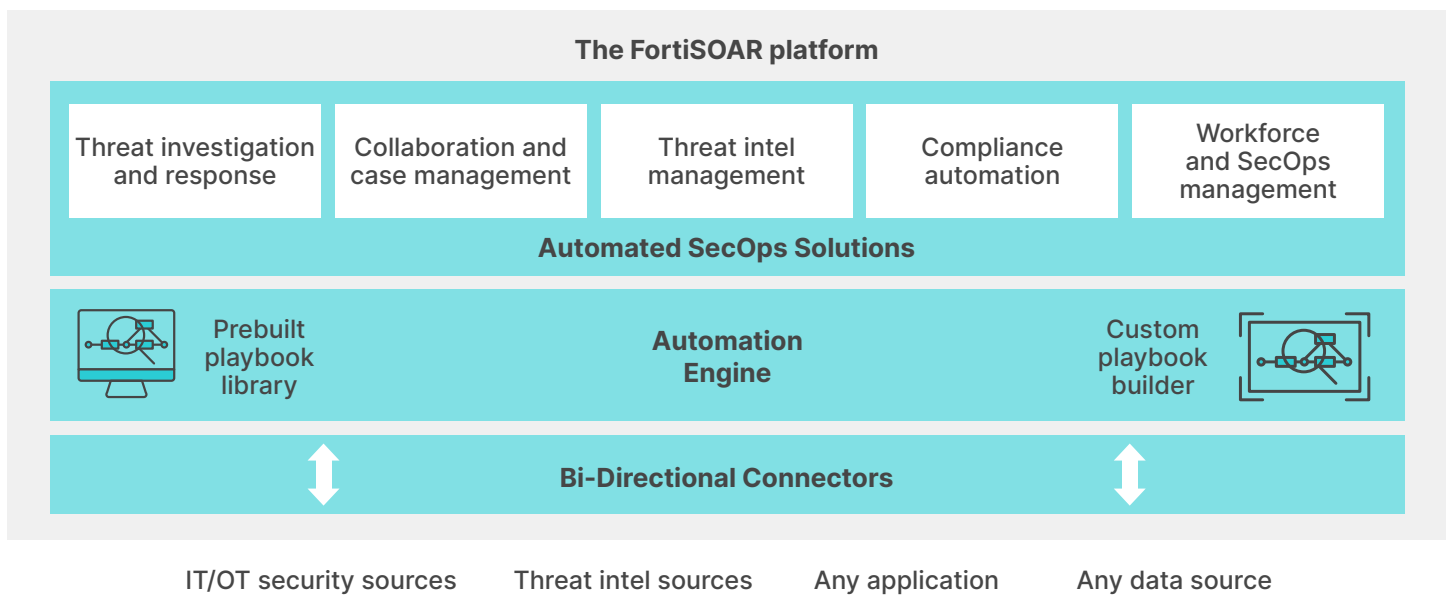 The FortiSOAR platform
Threat investigation
and response
Collaboration and
case management
Threat intel
management
Compliance
automation
Workforce
and SecOps
management
Automated SecOps Solutions
Prebuilt
playbook
library
Automation
Engine
Custom
playbook
builder
Bi-Directional Connectors
IT/OT security sources
Threat intel sources
Any application
Any data source